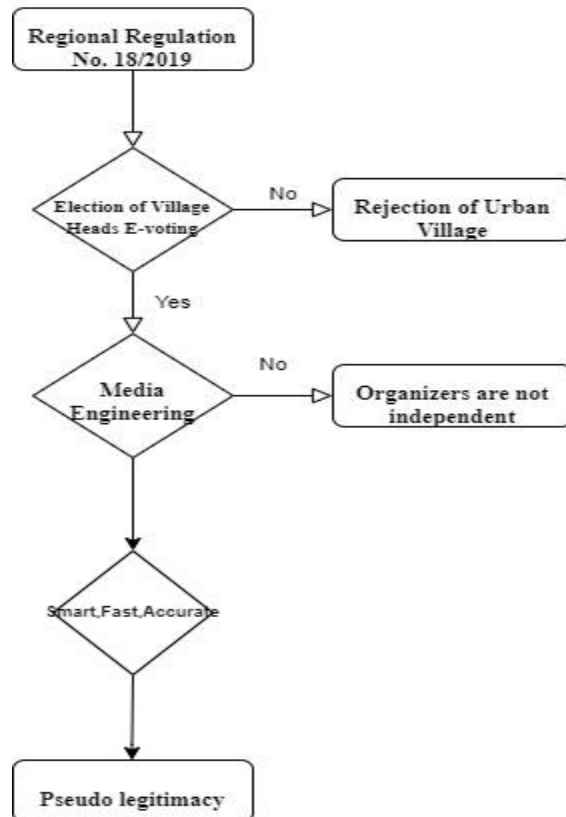 Regional Regulation
No. 18/2019
Election of Village
Heads E-voting
No
Rejection of Urban
Village
Yes
Media
Engineering
No
Organizers are not
independent
Smart,Fast,Accurate
Pseudo legitimacy